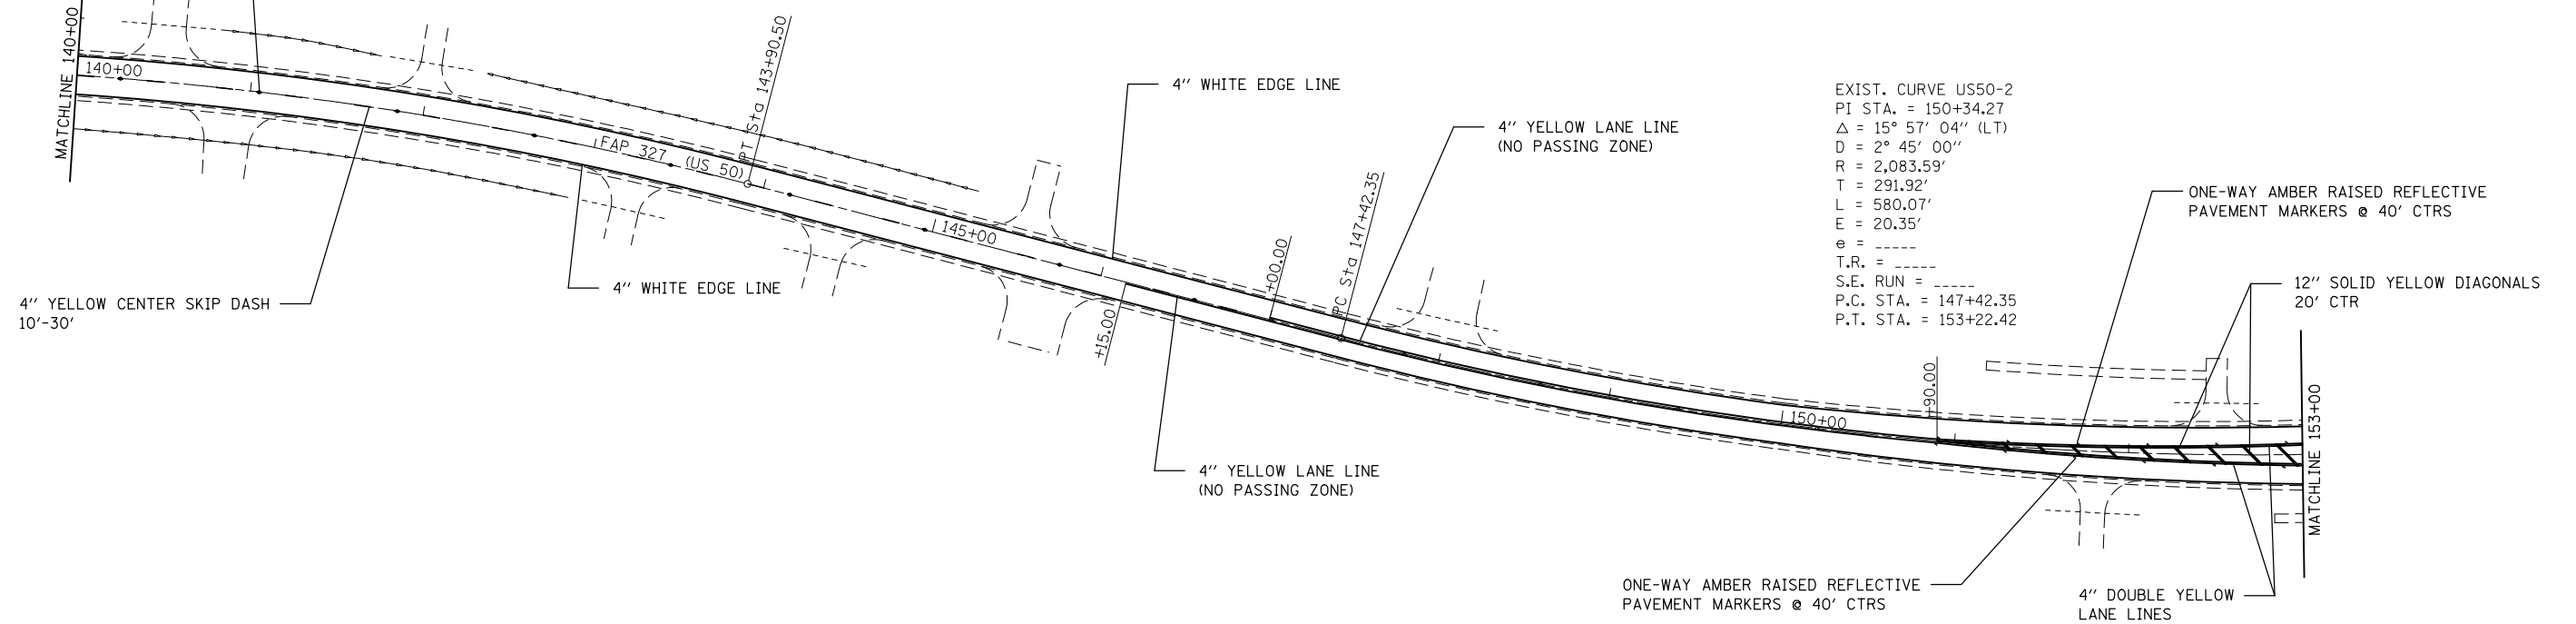 MATCHLINE 140+00
140+00
4'' YELLOW CENTER SKIP DASH
10'-30'
FAP 327 (US 50)
PT Sta 143+90.50
4'' WHITE EDGE LINE
4'' WHITE EDGE LINE
145+00
+15.00
+00.00
PC Sta 147+42.35
4'' YELLOW LANE LINE
(NO PASSING ZONE)
4'' YELLOW LANE LINE
(NO PASSING ZONE)
EXIST. CURVE US50-2
PI STA. = 150+34.27
Δ = 15° 57' 04'' (LT)
D = 2° 45' 00''
R = 2,083.59'
T = 291.92'
L = 580.07'
E = 20.35'
e = _____
T.R. = _____
S.E. RUN = _____
P.C. STA. = 147+42.35
P.T. STA. = 153+22.42
150+00
+90.00
ONE-WAY AMBER RAISED REFLECTIVE
PAVEMENT MARKERS @ 40' CTRS
12'' SOLID YELLOW DIAGONALS
20' CTR
MATCHLINE 153+00
ONE-WAY AMBER RAISED REFLECTIVE
PAVEMENT MARKERS @ 40' CTRS
4'' DOUBLE YELLOW
LANE LINES